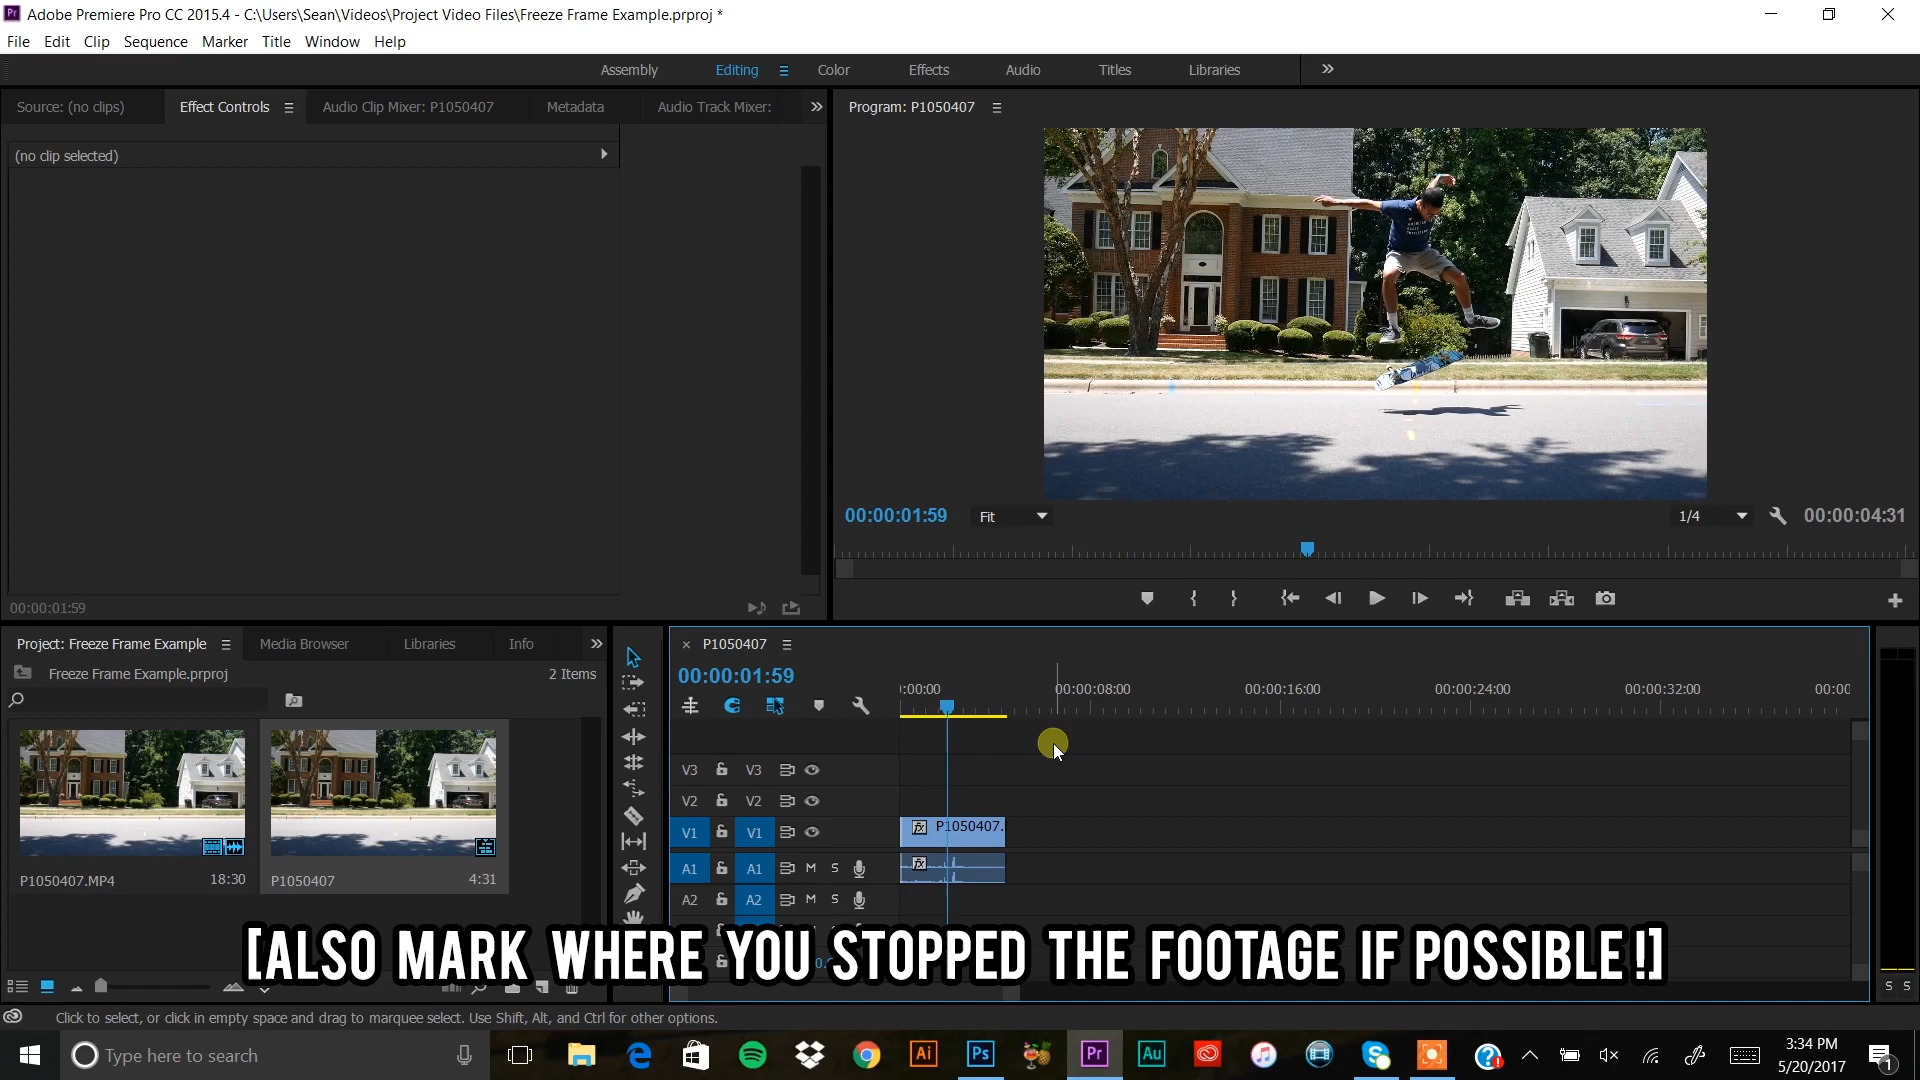 Adobe Premiere Pro CC 2015.4 - C:\Users\Sean\Videos\Project Video Files\Freeze Frame Example.prproj *
File Edit Clip Sequence Marker Title Window Help
Assembly Editing Color Effects Audio Titles Libraries
Source: (no clips) Effect Controls Audio Clip Mixer: P1050407 Metadata Audio Track Mixer:
Program: P1050407
(no clip selected)
00:00:01:59 Fit 1/4 00:00:04:31
00:00:01:59
Project: Freeze Frame Example Media Browser Libraries Info
Freeze Frame Example.prproj 2 Items
P1050407.MP4 18:30
P1050407 4:31
P1050407
00:00:01:59
:00:00 00:00:08:00 00:00:16:00 00:00:24:00 00:00:32:00 00:00
V3 V3
V2 V2
V1 V1 fx P1050407.
A1 A1 M S fx
A2 A2 M S
S S
[ALSO MARK WHERE YOU STOPPED THE FOOTAGE IF POSSIBLE!]
Click to select, or click in empty space and drag to marquee select. Use Shift, Alt, and Ctrl for other options.
Type here to search
Ai Ps Pr Au
3:34 PM
5/20/2017
1